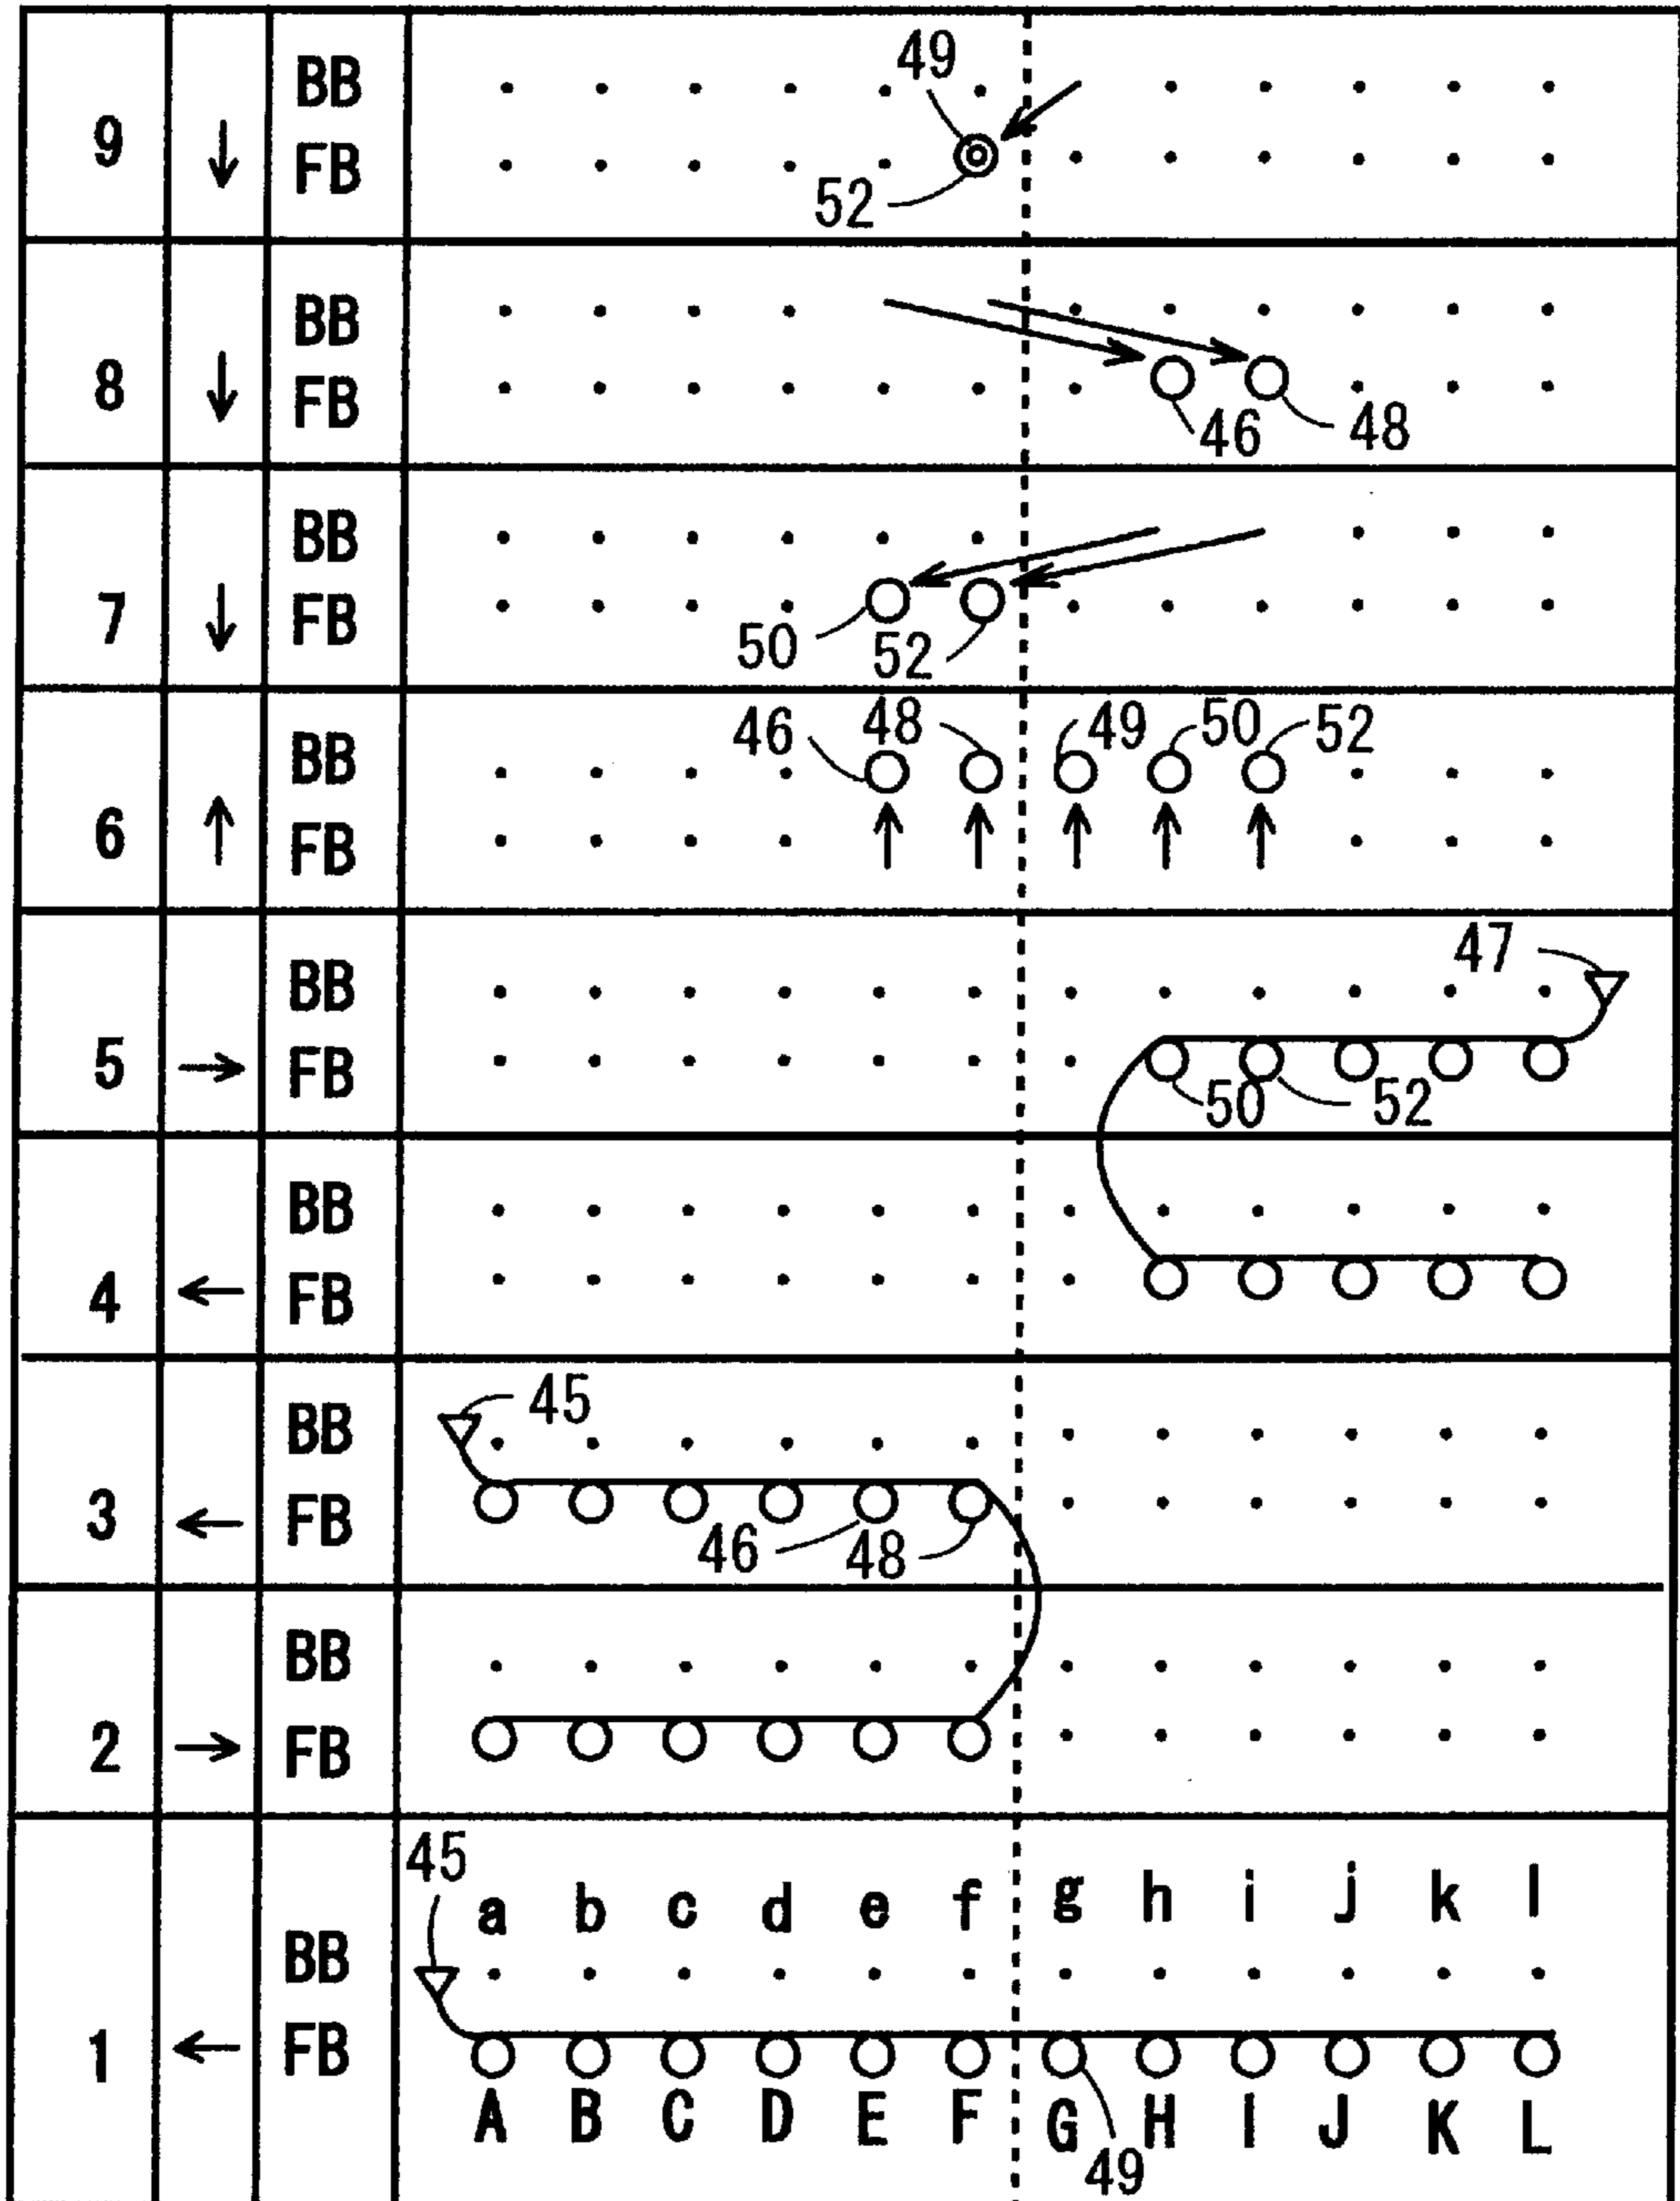 49
BB
9 ↓ FB
52
BB
8 ↓ FB
46 48
BB
7 ↓ FB
50 52
46 48 49 50 52
BB
6 ↑ FB
47
BB
5 → FB
50 52
BB
4 ← FB
45
BB
3 ← FB
46 48
BB
2 → FB
45
a b c d e f g h i j k l
BB
1 ← FB
A B C D E F G H I J K L
49